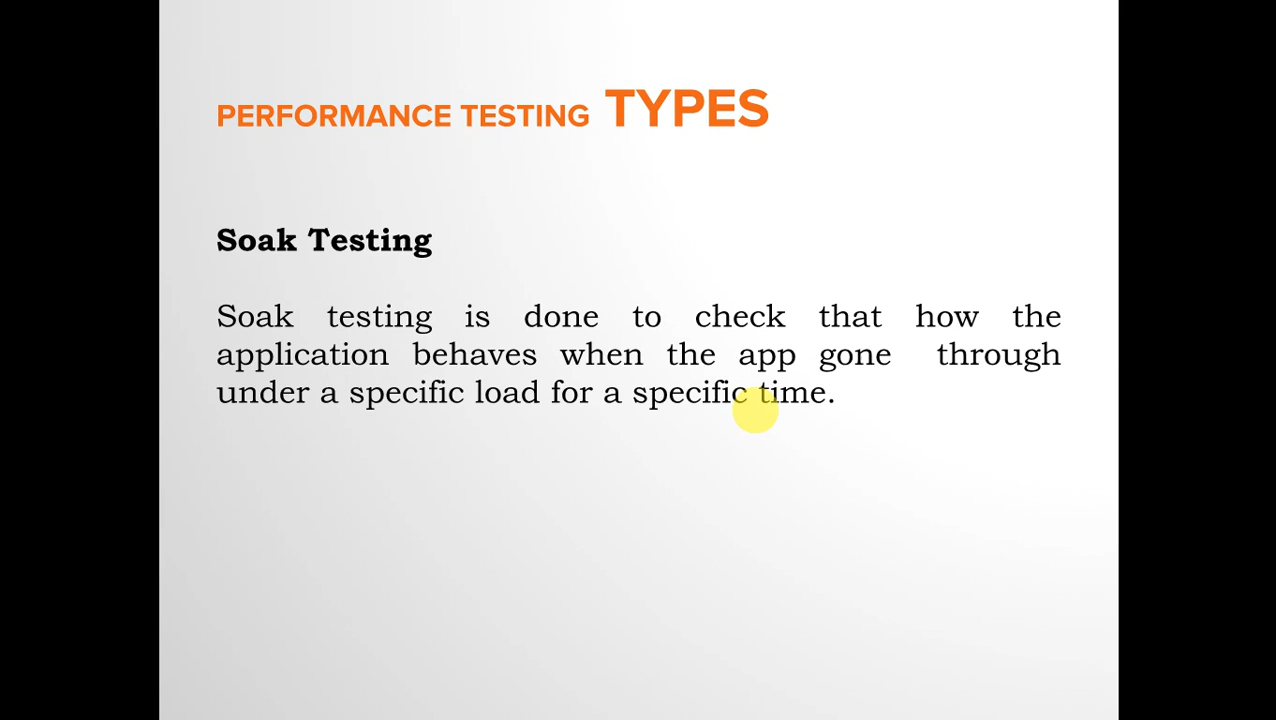 PERFORMANCE TESTING TYPES
Soak Testing
Soak testing is done to check that how the
application behaves when the app gone through
under a specific load for a specific time.